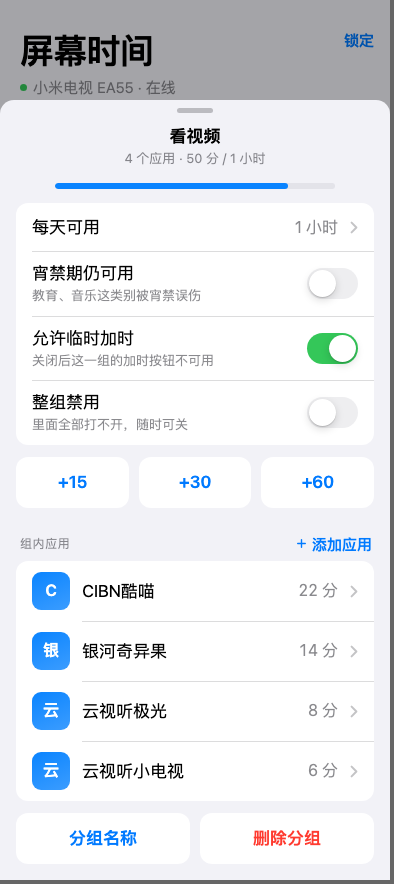 屏幕时间
锁定
小米电视 EA55 · 在线
看视频
4 个应用 · 50 分 / 1 小时
每天可用
1 小时
宵禁期仍可用
教育、音乐这类别被宵禁误伤
允许临时加时
关闭后这一组的加时按钮不可用
整组禁用
里面全部打不开，随时可关
+15
+30
+60
组内应用
+ 添加应用
C
CIBN酷喵
22 分
银
银河奇异果
14 分
云
云视听极光
8 分
云
云视听小电视
6 分
分组名称
删除分组